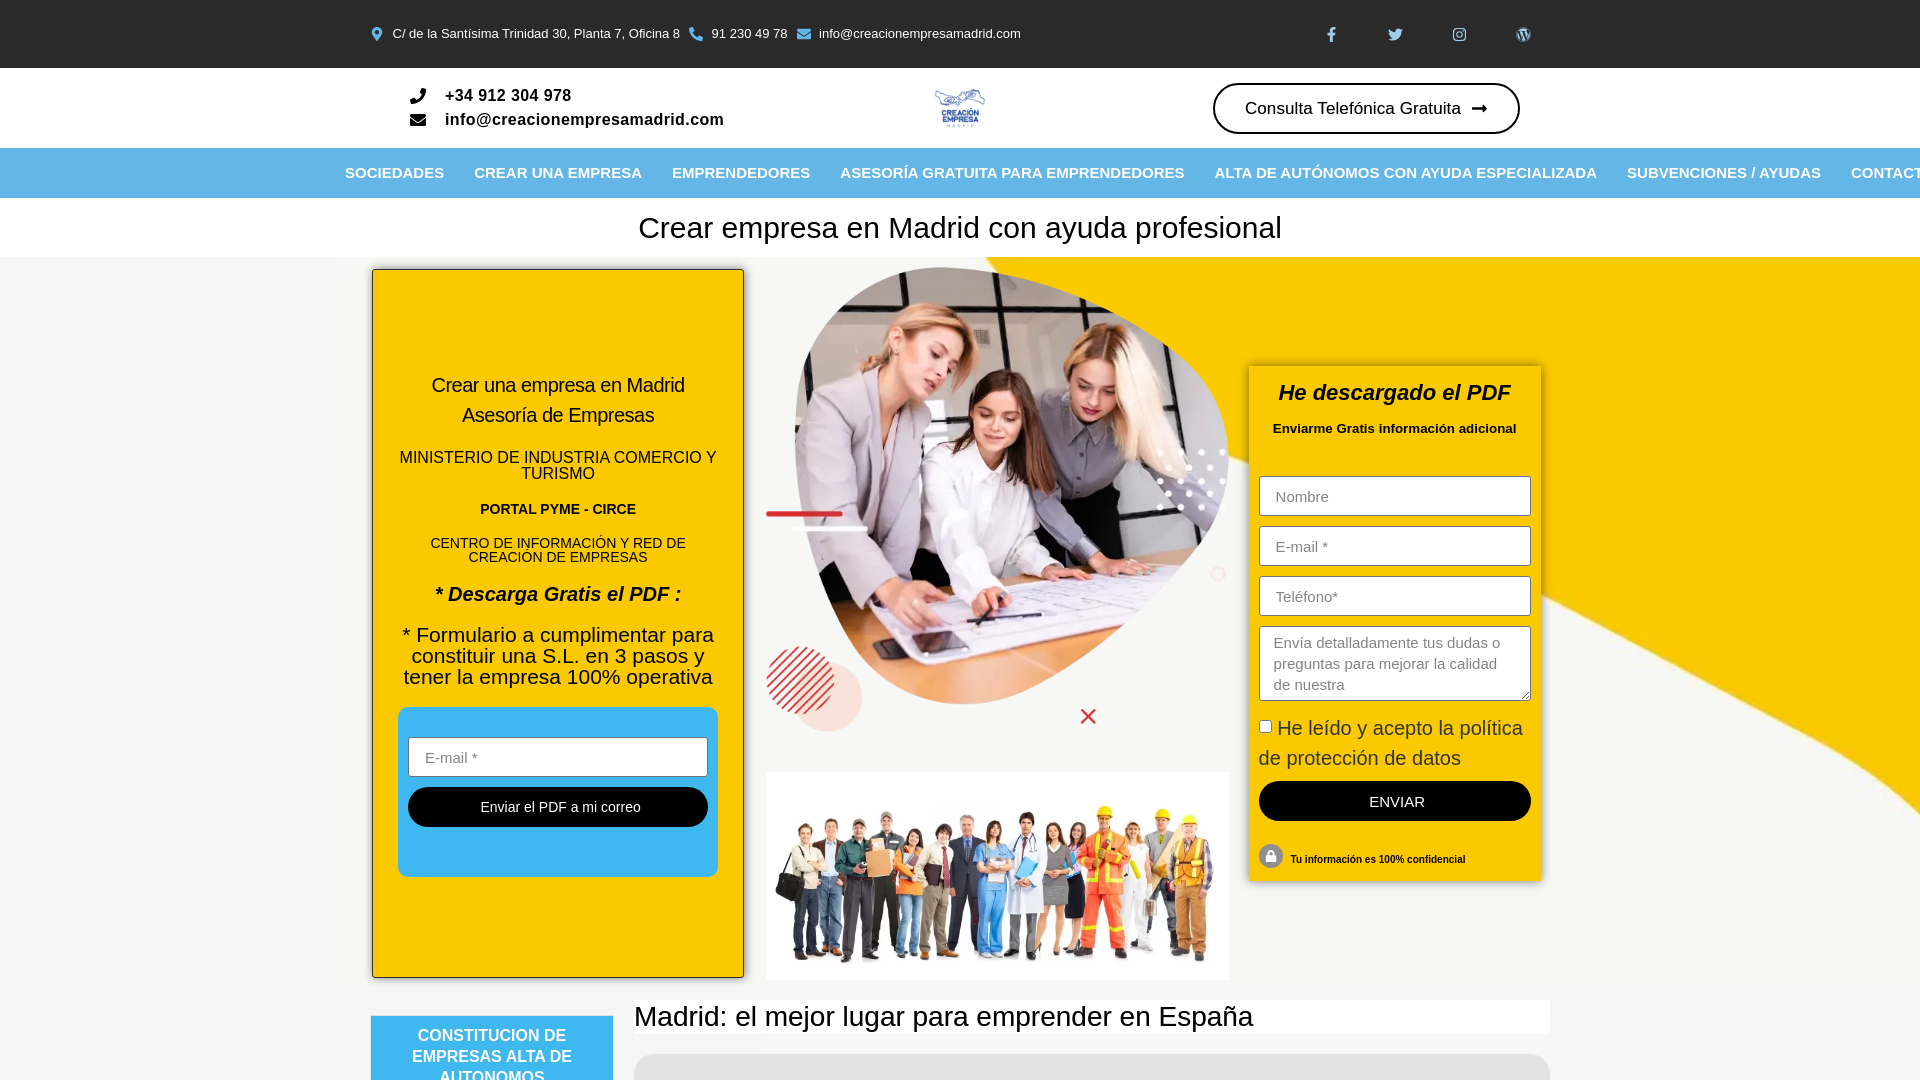 C/ de la Santísima Trinidad 30, Planta 7, Oficina 8
91 230 49 78
info@creacionempresamadrid.com
+34 912 304 978
info@creacionempresamadrid.com
CREACIÓN
EMPRESA
MADRID
Consulta Telefónica Gratuita
SOCIEDADES
CREAR UNA EMPRESA
EMPRENDEDORES
ASESORÍA GRATUITA PARA EMPRENDEDORES
ALTA DE AUTÓNOMOS CON AYUDA ESPECIALIZADA
SUBVENCIONES / AYUDAS
CONTACT
Crear empresa en Madrid con ayuda profesional
Crear una empresa en Madrid
Asesoría de Empresas
MINISTERIO DE INDUSTRIA COMERCIO Y
TURISMO
PORTAL PYME - CIRCE
CENTRO DE INFORMACIÓN Y RED DE
CREACIÓN DE EMPRESAS
* Descarga Gratis el PDF :
* Formulario a cumplimentar para
constituir una S.L. en 3 pasos y
tener la empresa 100% operativa
E-mail *
Enviar el PDF a mi correo
He descargado el PDF
Enviarme Gratis información adicional
Nombre
E-mail *
Teléfono*
Envía detalladamente tus dudas o
preguntas para mejorar la calidad
de nuestra
He leído y acepto la política
de protección de datos
ENVIAR
Tu información es 100% confidencial
CONSTITUCION DE
EMPRESAS ALTA DE
AUTONOMOS
Madrid: el mejor lugar para emprender en España